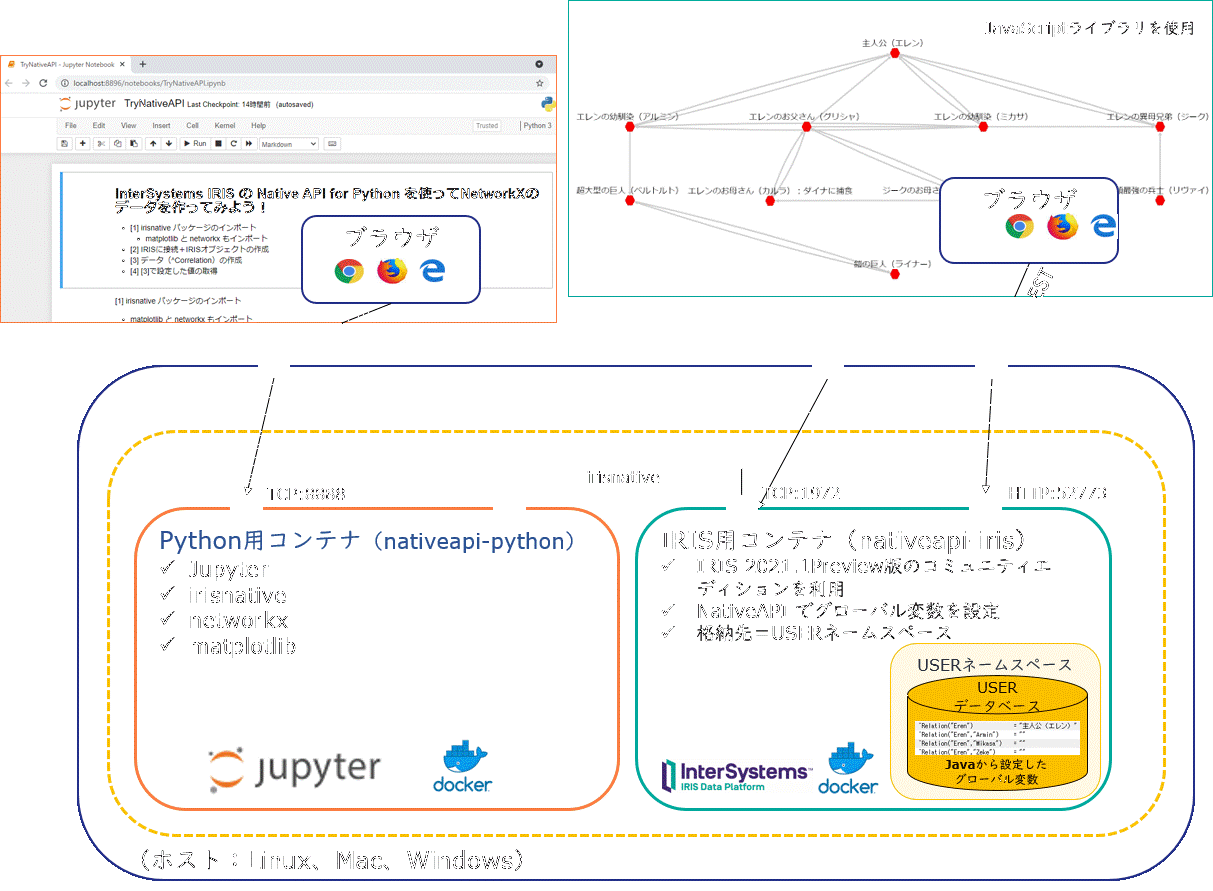 TryNativeAPI - Jupyter Notebook
localhost:8896/notebooks/TryNativeAPI.ipynb
jupyter TryNativeAPI Last Checkpoint: 14時間前 (autosaved)
File Edit View Insert Cell Kernel Help
Trusted
Python 3
Run
Markdown
InterSystems IRIS の Native API for Python を使ってNetworkXの
データを作ってみよう！
[1] irisnative パッケージのインポート
matplotlib と networkx もインポート
[2] IRISに接続＋IRISオブジェクトの作成
[3] データ（^Correlation）の作成
[4] [3]で設定した値の取得
[1] irisnative パッケージのインポート
matplotlib と networkx もインポート
ブラウザ
JavaScriptライブラリを使用
主人公（エレン）
エレンの幼馴染（アルミン）
エレンのお父さん（グリシャ）
エレンの幼馴染（ミカサ）
エレンの異母兄弟（ジーク）
超大型の巨人（ベルトルト）
エレンのお母さん（カルラ）：ダイナに捕食
ジークのお母さ
最強の兵士（リヴァイ）
鎧の巨人（ライナー）
ブラウザ
irisnative
TCP:8888
TCP:1972
HTTP:52773
Python用コンテナ（nativeapi-python）
✓ Jupyter
✓ irisnative
✓ networkx
✓ matplotlib
jupyter
docker
IRIS用コンテナ（nativeapi-iris）
✓ IRIS 2021.1Preview版のコミュニティエ
ディションを利用
✓ NativeAPI でグローバル変数を設定
✓ 格納先＝USERネームスペース
InterSystems™
IRIS Data Platform
docker
USERネームスペース
USER
データベース
^Relation("Eren") = "主人公（エレン）"
^Relation("Eren","Armin") = ""
^Relation("Eren","Mikasa") = ""
^Relation("Eren","Zeke") = ""
Javaから設定した
グローバル変数
（ホスト：Linux、Mac、Windows）